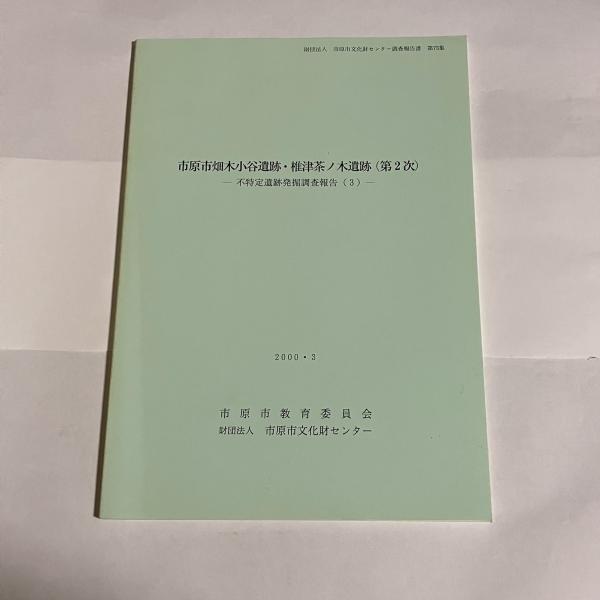 財団法人 市原市文化財センター調査報告書 第70集
市原市畑木小谷遺跡・椎津茶ノ木遺跡(第2次)
― 不特定遺跡発掘調査報告(3)―
2000・3
市原市教育委員会
財団法人 市原市文化財センター